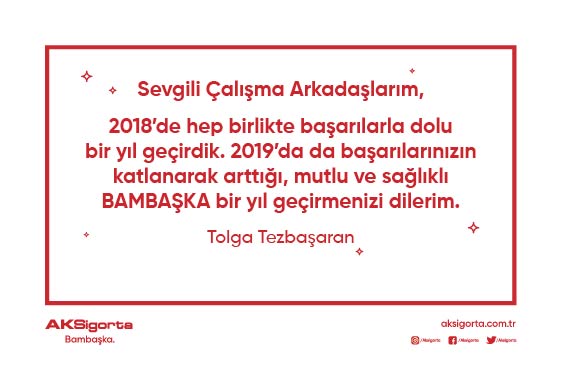 Sevgili Çalışma Arkadaşlarım,
2018’de hep birlikte başarılarla dolu
bir yıl geçirdik. 2019’da da başarılarınızın
katlanarak arttığı, mutlu ve sağlıklı
BAMBAŞKA bir yıl geçirmenizi dilerim.
Tolga Tezbaşaran
AKSigorta
Bambaşka.
aksigorta.com.tr
/Aksigorta /Aksigorta /Aksigorta